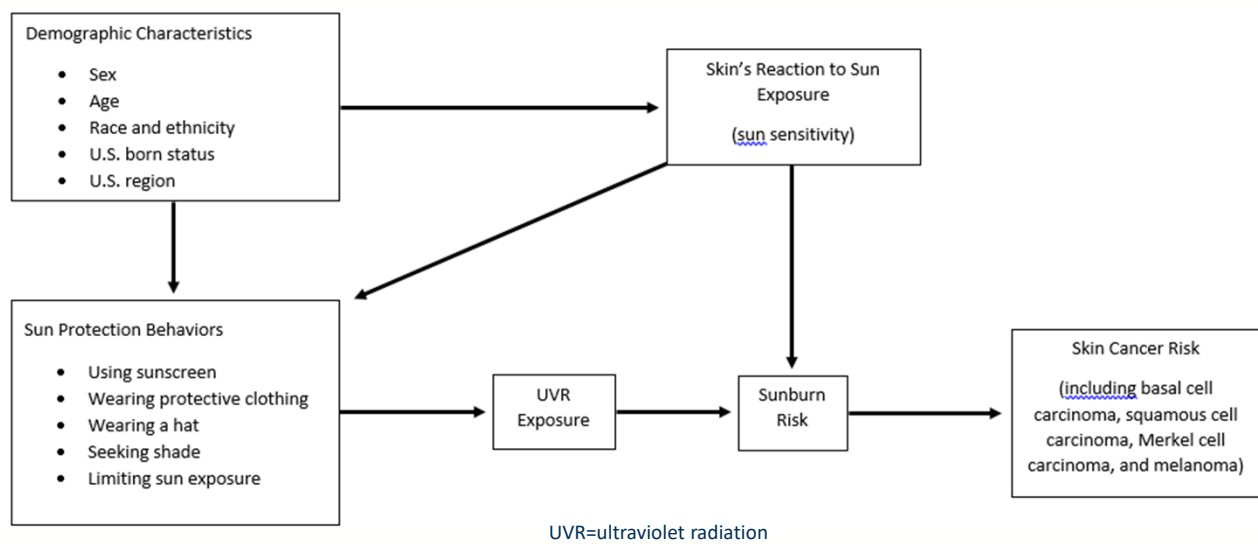 Demographic Characteristics
• Sex
• Age
• Race and ethnicity
• U.S. born status
• U.S. region
Skin's Reaction to Sun
Exposure
(sun sensitivity)
Sun Protection Behaviors
• Using sunscreen
• Wearing protective clothing
• Wearing a hat
• Seeking shade
• Limiting sun exposure
UVR
Exposure
Sunburn
Risk
Skin Cancer Risk
(including basal cell
carcinoma, squamous cell
carcinoma, Merkel cell
carcinoma, and melanoma)
UVR=ultraviolet radiation